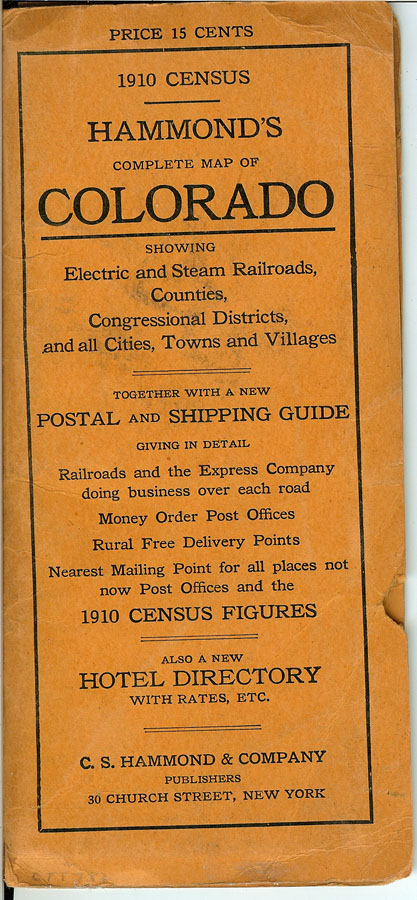 PRICE 15 CENTS
1910 CENSUS
HAMMOND'S
COMPLETE MAP OF
COLORADO
SHOWING
Electric and Steam Railroads,
Counties,
Congressional Districts,
and all Cities, Towns and Villages
TOGETHER WITH A NEW
POSTAL AND SHIPPING GUIDE
GIVING IN DETAIL
Railroads and the Express Company
doing business over each road
Money Order Post Offices
Rural Free Delivery Points
Nearest Mailing Point for all places not
now Post Offices and the
1910 CENSUS FIGURES
ALSO A NEW
HOTEL DIRECTORY
WITH RATES, ETC.
C. S. HAMMOND & COMPANY
PUBLISHERS
30 CHURCH STREET, NEW YORK